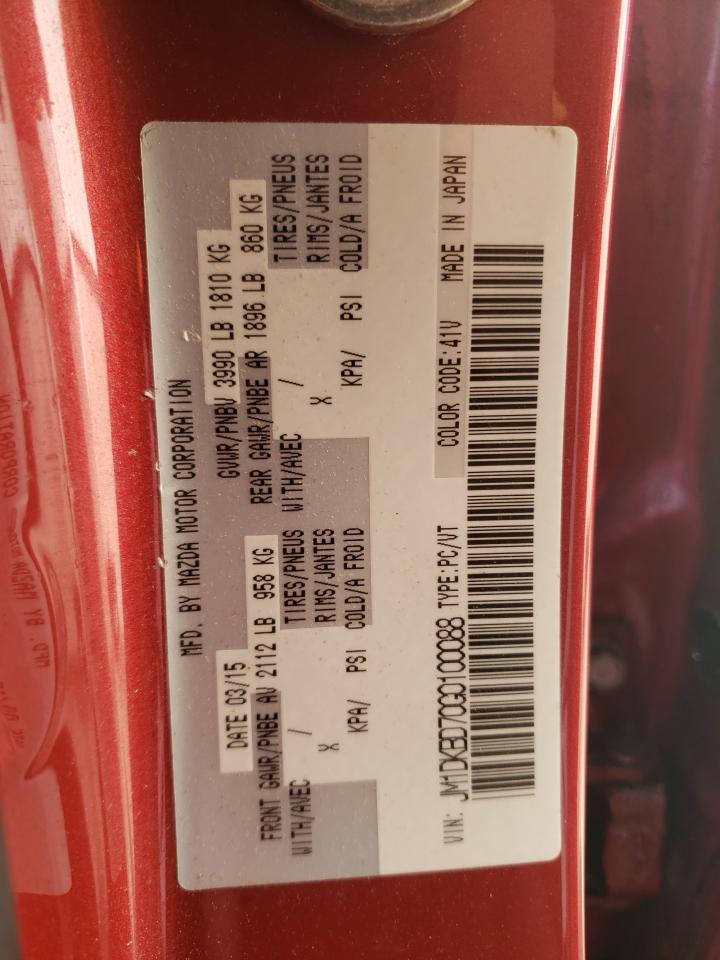 MFD. BY MAZDA MOTOR CORPORATION
DATE 03/15 GVWR/PNBV 3990 LB 1810 KG
FRONT GAWR/PNBE AV 2112 LB 958 KG REAR GAWR/PNBE AR 1896 LB 860 KG
WITH/AVEC / TIRES/PNEUS WITH/AVEC / TIRES/PNEUS
X RIMS/JANTES X RIMS/JANTES
KPA/ PSI COLD/A FROID KPA/ PSI COLD/A FROID
VIN: JM1DKBD70G0100088 TYPE:PC/VT COLOR CODE:41V MADE IN JAPAN